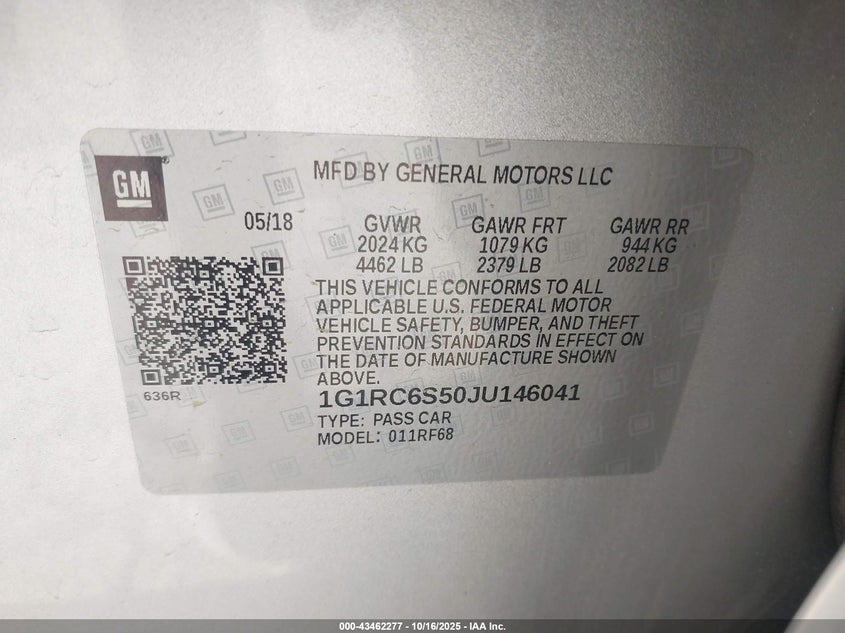 GM
MFD BY GENERAL MOTORS LLC
05/18 GVWR GAWR FRT GAWR RR
2024 KG 1079 KG 944 KG
4462 LB 2379 LB 2082 LB
THIS VEHICLE CONFORMS TO ALL
APPLICABLE U.S. FEDERAL MOTOR
VEHICLE SAFETY, BUMPER, AND THEFT
PREVENTION STANDARDS IN EFFECT ON
THE DATE OF MANUFACTURE SHOWN
ABOVE.
636R
1G1RC6S50JU146041
TYPE: PASS CAR
MODEL: 011RF68
000-43462277 - 10/16/2025 - IAA Inc.